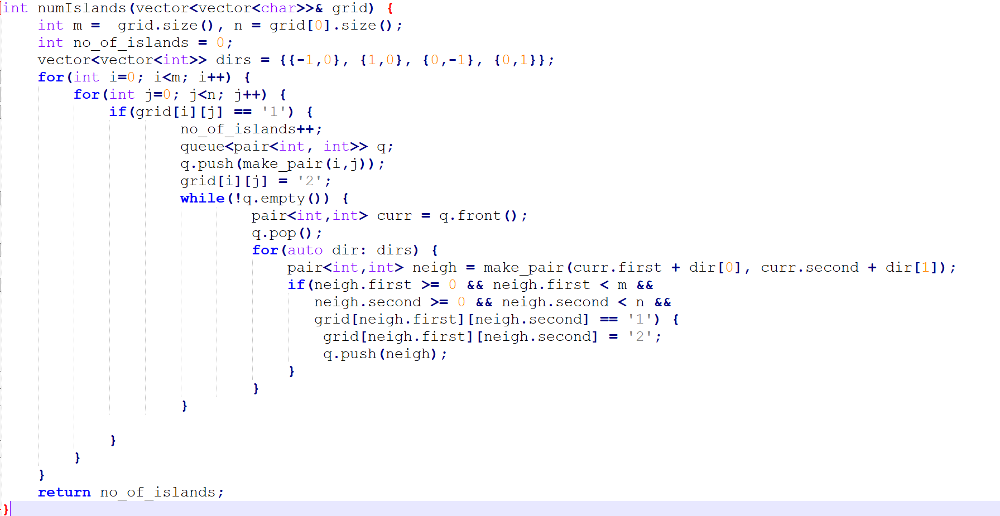 int numIslands(vector<vector<char>>& grid) {
    int m =  grid.size(), n = grid[0].size();
    int no_of_islands = 0;
    vector<vector<int>> dirs = {{-1,0}, {1,0}, {0,-1}, {0,1}};
    for(int i=0; i<m; i++) {
        for(int j=0; j<n; j++) {
            if(grid[i][j] == '1') {
                    no_of_islands++;
                    queue<pair<int, int>> q;
                    q.push(make_pair(i,j));
                    grid[i][j] = '2';
                    while(!q.empty()) {
                            pair<int,int> curr = q.front();
                            q.pop();
                            for(auto dir: dirs) {
                                pair<int,int> neigh = make_pair(curr.first + dir[0], curr.second + dir[1]);
                                if(neigh.first >= 0 && neigh.first < m &&
                                   neigh.second >= 0 && neigh.second < n &&
                                   grid[neigh.first][neigh.second] == '1') {
                                    grid[neigh.first][neigh.second] = '2';
                                    q.push(neigh);
                                }
                            }
                    }

            }
        }
    }
    return no_of_islands;
}